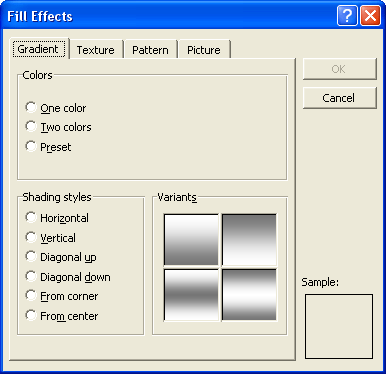 Fill Effects
Gradient Texture Pattern Picture
Colors
One color
Two colors
Preset
OK
Cancel
Shading styles
Horizontal
Vertical
Diagonal up
Diagonal down
From corner
From center
Variants
Sample: